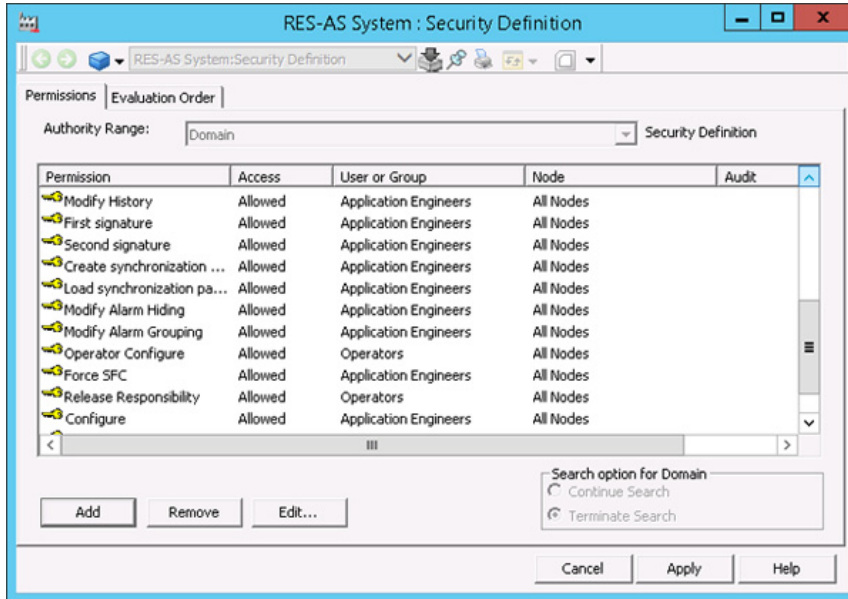 RES-AS System : Security Definition
RES-AS System:Security Definition
Permissions Evaluation Order
Authority Range: Domain Security Definition
Permission Access User or Group Node Audit
Modify History Allowed Application Engineers All Nodes
First signature Allowed Application Engineers All Nodes
Second signature Allowed Application Engineers All Nodes
Create synchronization ... Allowed Application Engineers All Nodes
Load synchronization pa... Allowed Application Engineers All Nodes
Modify Alarm Hiding Allowed Application Engineers All Nodes
Modify Alarm Grouping Allowed Application Engineers All Nodes
Operator Configure Allowed Operators All Nodes
Force SFC Allowed Application Engineers All Nodes
Release Responsibility Allowed Operators All Nodes
Configure Allowed Application Engineers All Nodes
Search option for Domain
Continue Search
Terminate Search
Add Remove Edit...
Cancel Apply Help